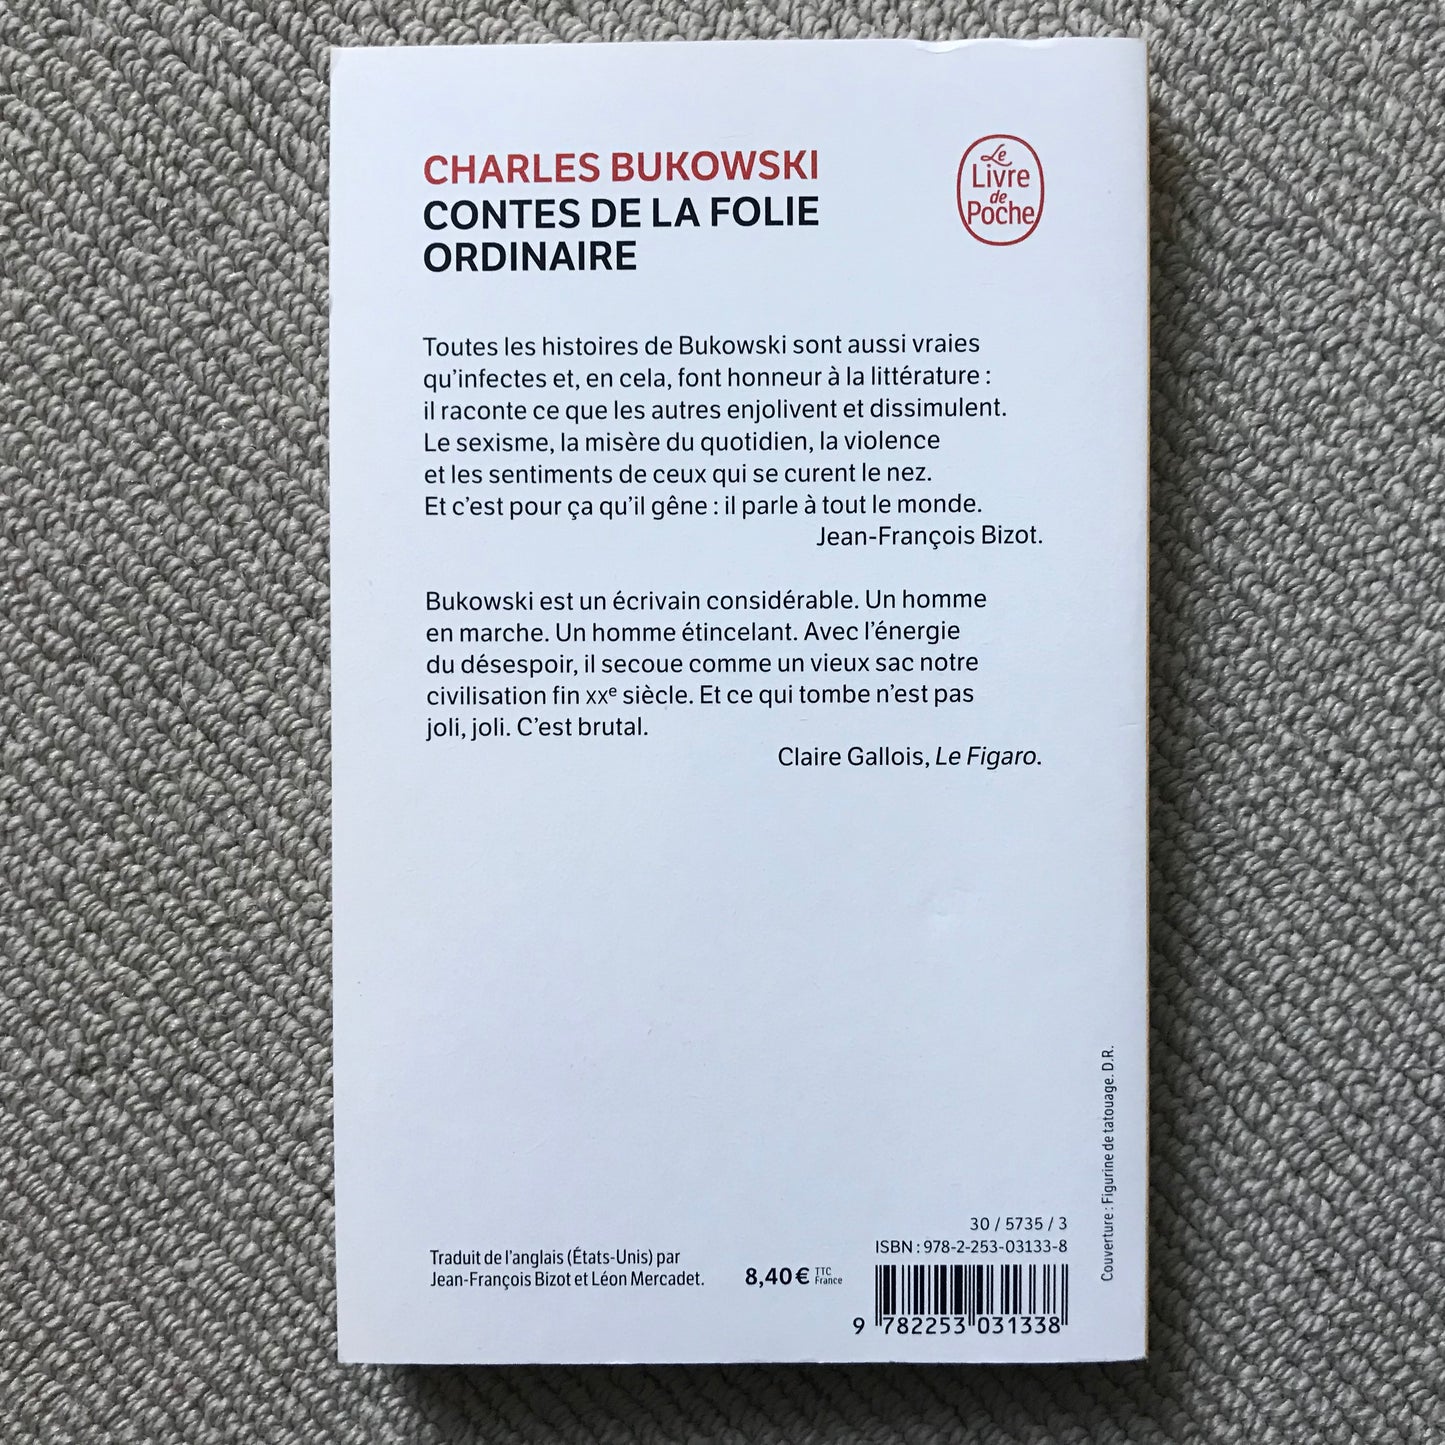 CHARLES BUKOWSKI
CONTES DE LA FOLIE
ORDINAIRE
Le
Livre
de
Poche
Toutes les histoires de Bukowski sont aussi vraies
qu'infectes et, en cela, font honneur à la littérature :
il raconte ce que les autres enjolivent et dissimulent.
Le sexisme, la misère du quotidien, la violence
et les sentiments de ceux qui se curent le nez.
Et c'est pour ça qu'il gêne : il parle à tout le monde.
Jean-François Bizot.
Bukowski est un écrivain considérable. Un homme
en marche. Un homme étincelant. Avec l'énergie
du désespoir, il secoue comme un vieux sac notre
civilisation fin XXe siècle. Et ce qui tombe n'est pas
joli, joli. C'est brutal.
Claire Gallois, Le Figaro.
Couverture : Figurine de tatouage. D.R.
Traduit de l'anglais (États-Unis) par
Jean-François Bizot et Léon Mercadet.
8,40 € TTC
France
30 / 5735 / 3
ISBN : 978-2-253-03133-8
9 782253 031338